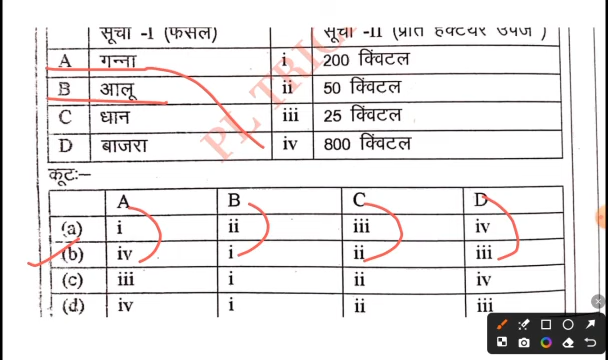 सूची -I (फसल) सूची -II (प्रति हेक्टेयर उपज )
A गन्ना i 200 क्विंटल
B आलू ii 50 क्विंटल
C धान iii 25 क्विंटल
D बाजरा iv 800 क्विंटल
कूटः–
A B C D
(a) i ii iii iv
(b) iv i ii iii
(c) iii i ii iv
(d) iv i ii iii